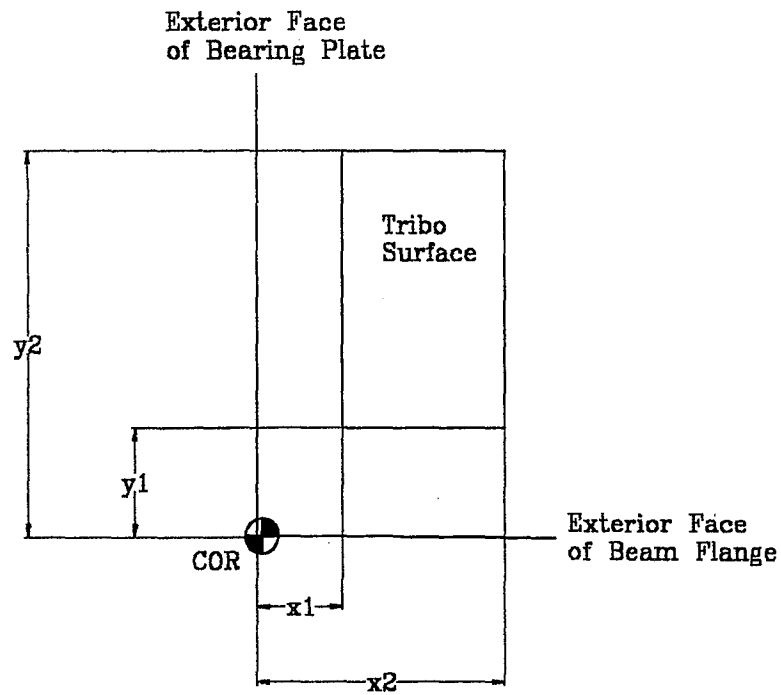 Exterior Face
of Bearing Plate
Tribo
Surface
y2
y1
COR
Exterior Face
of Beam Flange
x1
x2